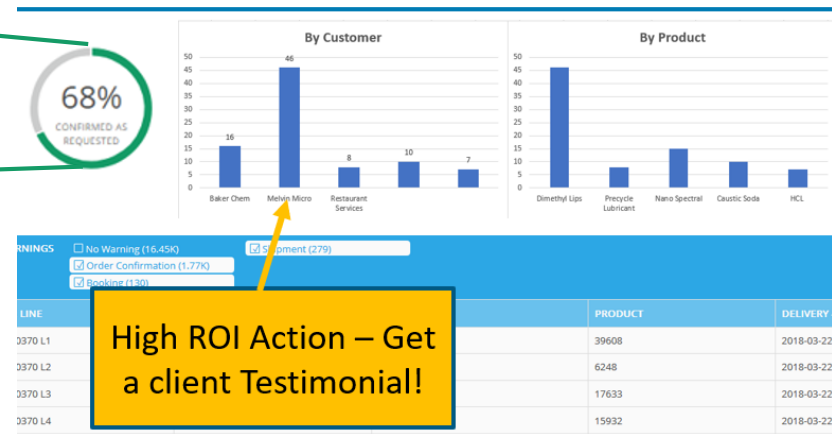 68%
CONFIRMED AS
REQUESTED
By Customer
50
45
40
35
30
25
20
15
10
5
0
16
46
8
10
7
Baker Chem
Melvin Micro
Restaurant
Services
By Product
50
45
40
35
30
25
20
15
10
5
0
Dimethyl Lips
Precycle
Lubricant
Nano Spectral
Caustic Soda
HCL
RNINGS
No Warning (16.45K)
Shipment (279)
Order Confirmation (1.77K)
Booking (130)
LINE
PRODUCT
DELIVERY
0370 L1
39608
2018-03-22
0370 L2
6248
2018-03-22
0370 L3
17633
2018-03-22
0370 L4
15932
2018-03-22
High ROI Action – Get
a client Testimonial!